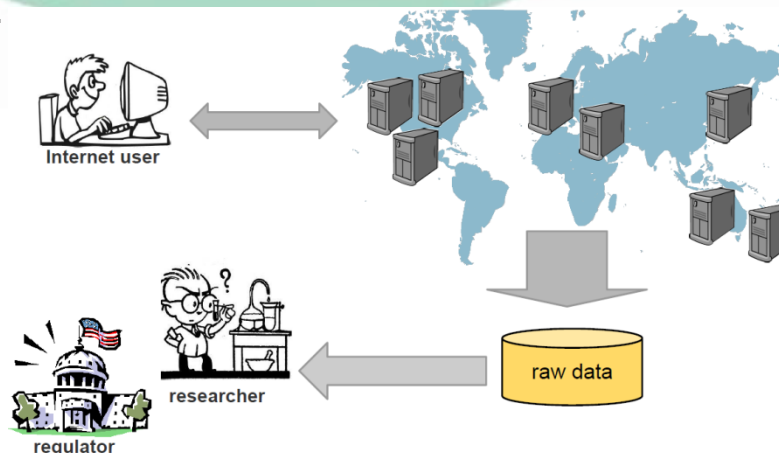 Internet user
?
raw data
researcher
regulator